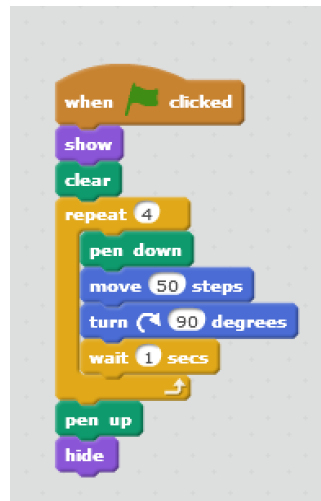 when clicked
show
clear
repeat 4
pen down
move 50 steps
turn 90 degrees
wait 1 secs
pen up
hide